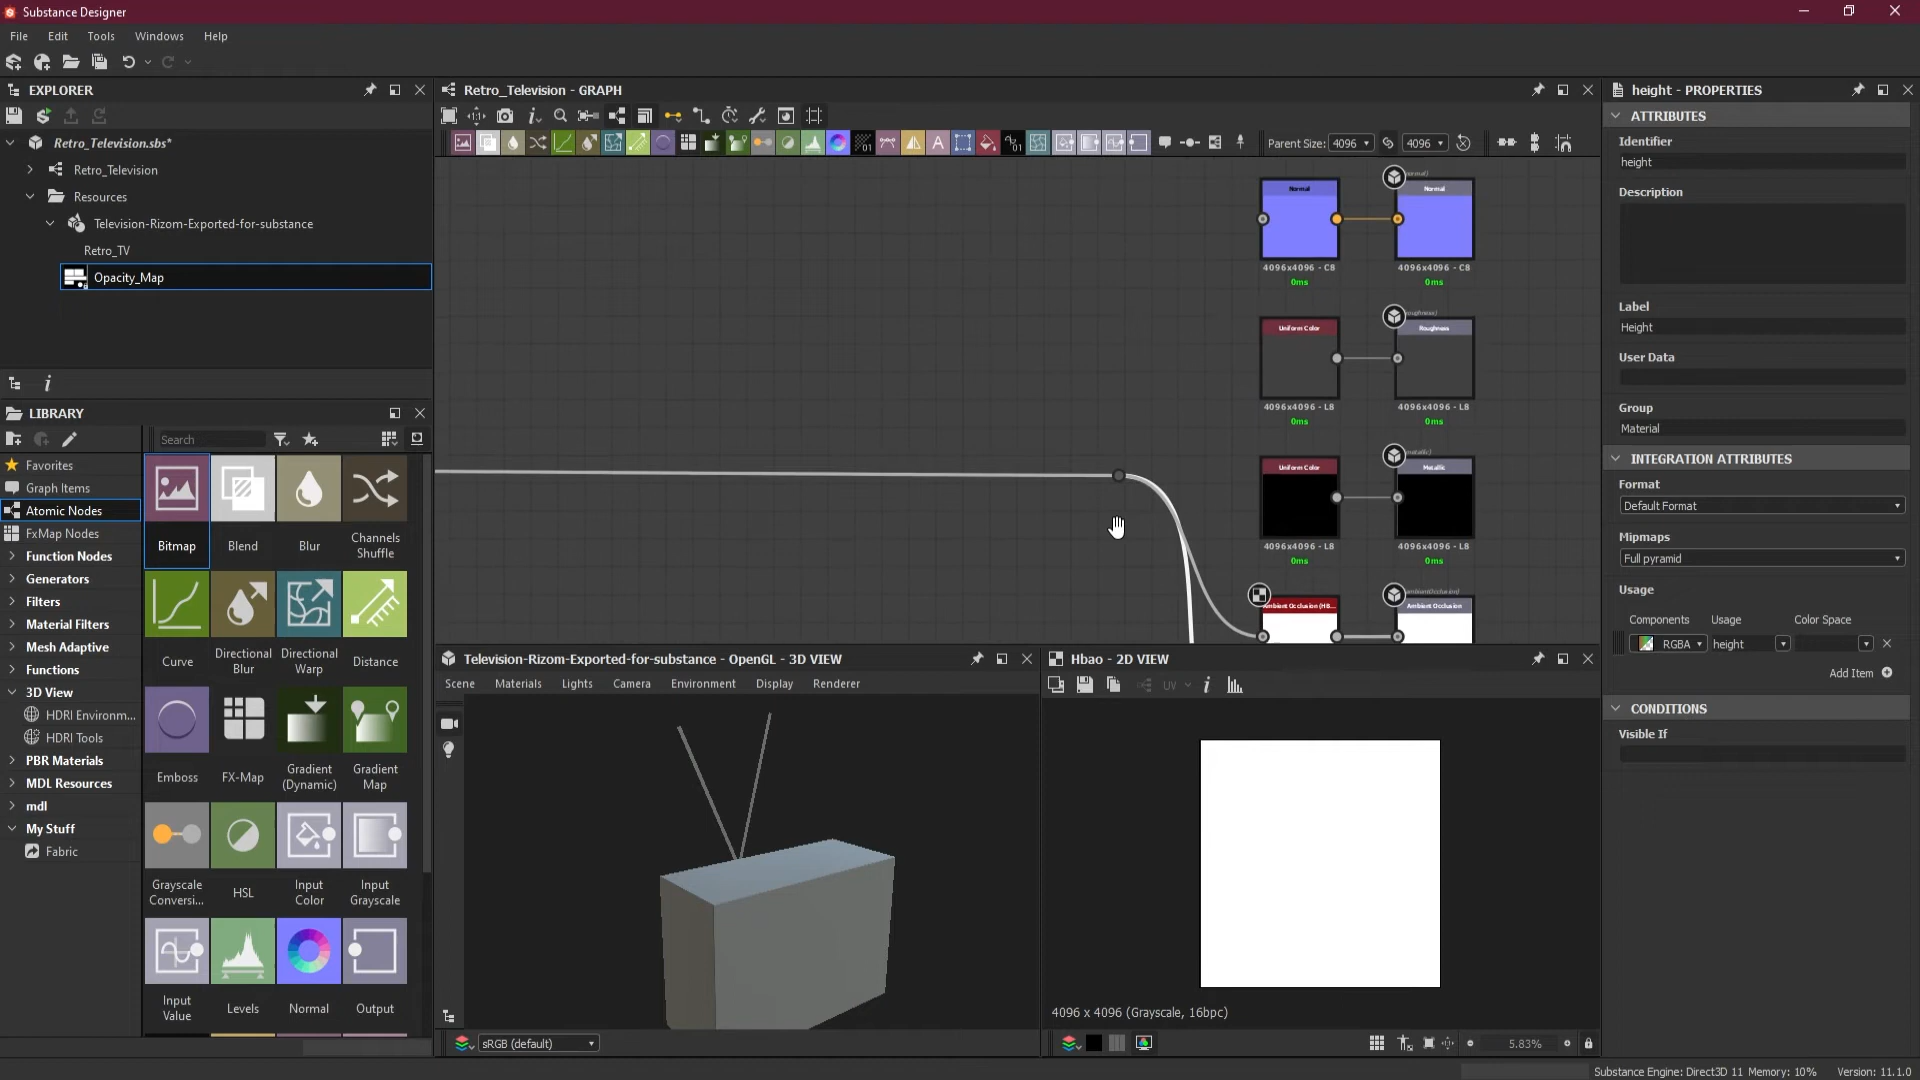 Substance Designer
File Edit Tools Windows Help
EXPLORER
Retro_Television.sbs*
Retro_Television
Resources
Television-Rizom-Exported-for-substance
Retro_TV
Opacity_Map
LIBRARY
Search
Favorites
Graph Items
Atomic Nodes
FxMap Nodes
Function Nodes
Generators
Filters
Material Filters
Mesh Adaptive
Functions
3D View
HDRI Environm...
HDRI Tools
PBR Materials
MDL Resources
mdl
My Stuff
Fabric
Bitmap
Blend
Blur
Channels Shuffle
Curve
Directional Blur
Directional Warp
Distance
Emboss
FX-Map
Gradient (Dynamic)
Gradient Map
Grayscale Conversi...
HSL
Input Color
Input Grayscale
Input Value
Levels
Normal
Output
Retro_Television - GRAPH
Parent Size: 4096 4096
Normal
4096x4096 - C8
0ms
Normal
4096x4096 - C8
0ms
Uniform Color
4096x4096 - L8
0ms
Roughness
4096x4096 - L8
0ms
Uniform Color
4096x4096 - L8
0ms
Metallic
4096x4096 - L8
0ms
Ambient Occlusion
Television-Rizom-Exported-for-substance - OpenGL - 3D VIEW
Scene Materials Lights Camera Environment Display Renderer
sRGB (default)
Hbao - 2D VIEW
UV
4096 x 4096 (Grayscale, 16bpc)
5.83%
height - PROPERTIES
ATTRIBUTES
Identifier
height
Description
Label
Height
User Data
Group
Material
INTEGRATION ATTRIBUTES
Format
Default Format
Mipmaps
Full pyramid
Usage
Components Usage Color Space
RGBA height
Add Item
CONDITIONS
Visible If
Substance Engine: Direct3D 11 Memory: 10% Version: 11.1.0